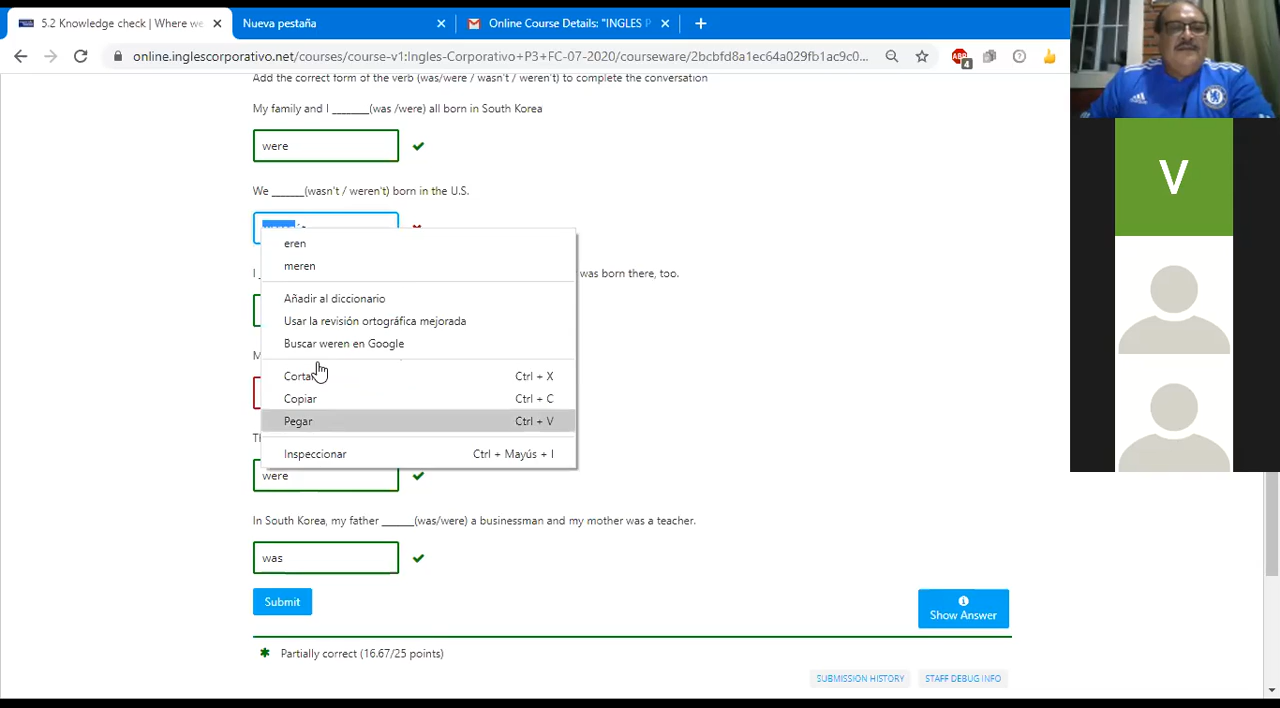 5.2 Knowledge check | Where we
Nueva pestaña
Online Course Details: "INGLES P
online.inglescorporativo.net/courses/course-v1:Ingles-Corporativo+P3+FC-07-2020/courseware/2bcbfd8a1ec64a029fb1ac9c0...
4
Add the correct form of the verb (was/were / wasn't / weren't) to complete the conversation
My family and I ________(was /were) all born in South Korea
were
We ______(wasn't / weren't) born in the U.S.
eren
meren
was born there, too.
Añadir al diccionario
Usar la revisión ortográfica mejorada
Buscar weren en Google
Cortar Ctrl + X
Copiar Ctrl + C
Pegar Ctrl + V
Inspeccionar Ctrl + Mayús + I
were
In South Korea, my father ______(was/were) a businessman and my mother was a teacher.
was
Submit
Show Answer
Partially correct (16.67/25 points)
SUBMISSION HISTORY
STAFF DEBUG INFO
V